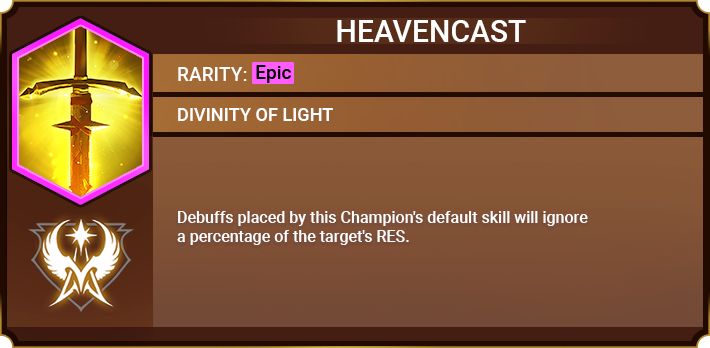 HEAVENCAST
RARITY: Epic
DIVINITY OF LIGHT
Debuffs placed by this Champion's default skill will ignore
a percentage of the target's RES.